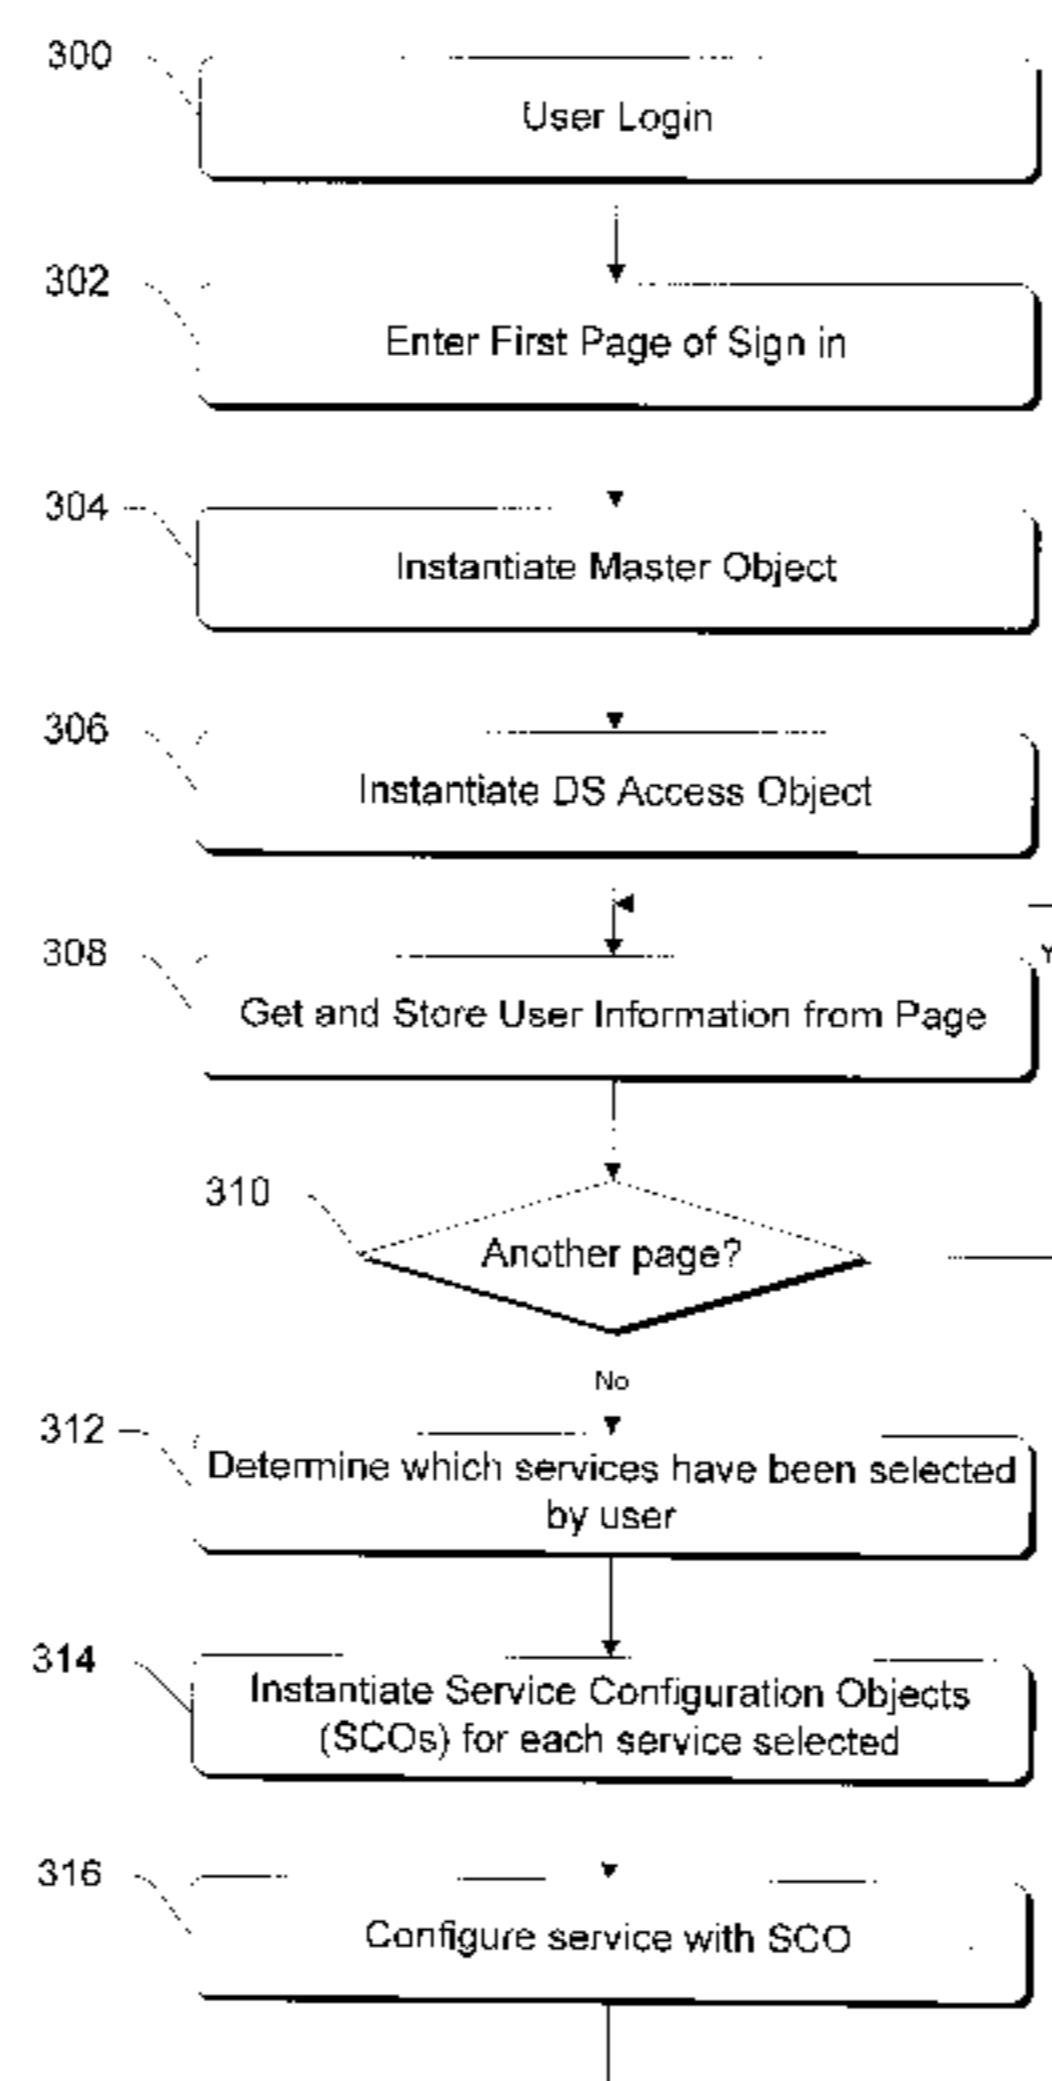 300
User Login
302
Enter First Page of Sign in
304
Instantiate Master Object
306
Instantiate DS Access Object
308
Y
Get and Store User Information from Page
310
Another page?
No
312
Determine which services have been selected
by user
314
Instantiate Service Configuration Objects
(SCOs) for each service selected
316
Configure service with SCO